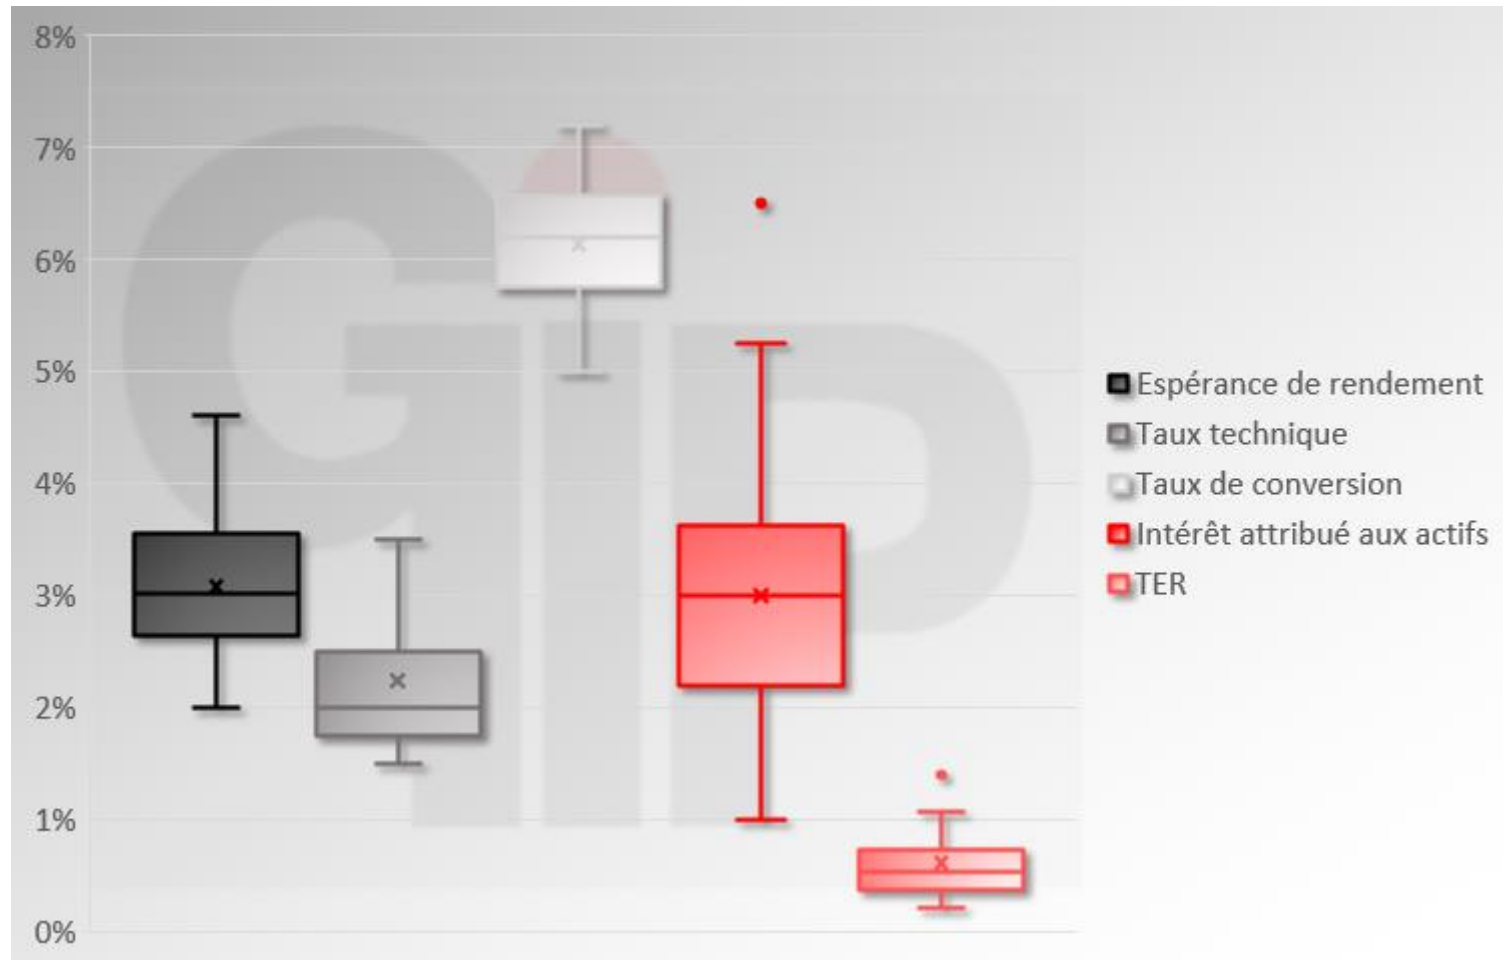 8%
7%
6%
5%
4%
3%
2%
1%
0%
GiIP
Espérance de rendement
Taux technique
Taux de conversion
Intérêt attribué aux actifs
TER